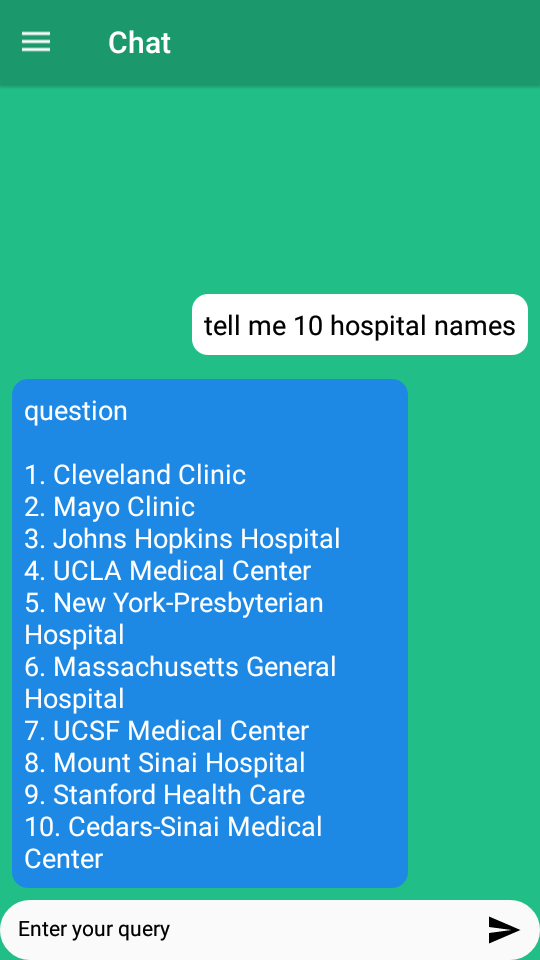 Chat
tell me 10 hospital names
question
1. Cleveland Clinic
2. Mayo Clinic
3. Johns Hopkins Hospital
4. UCLA Medical Center
5. New York-Presbyterian
Hospital
6. Massachusetts General
Hospital
7. UCSF Medical Center
8. Mount Sinai Hospital
9. Stanford Health Care
10. Cedars-Sinai Medical
Center
Enter your query